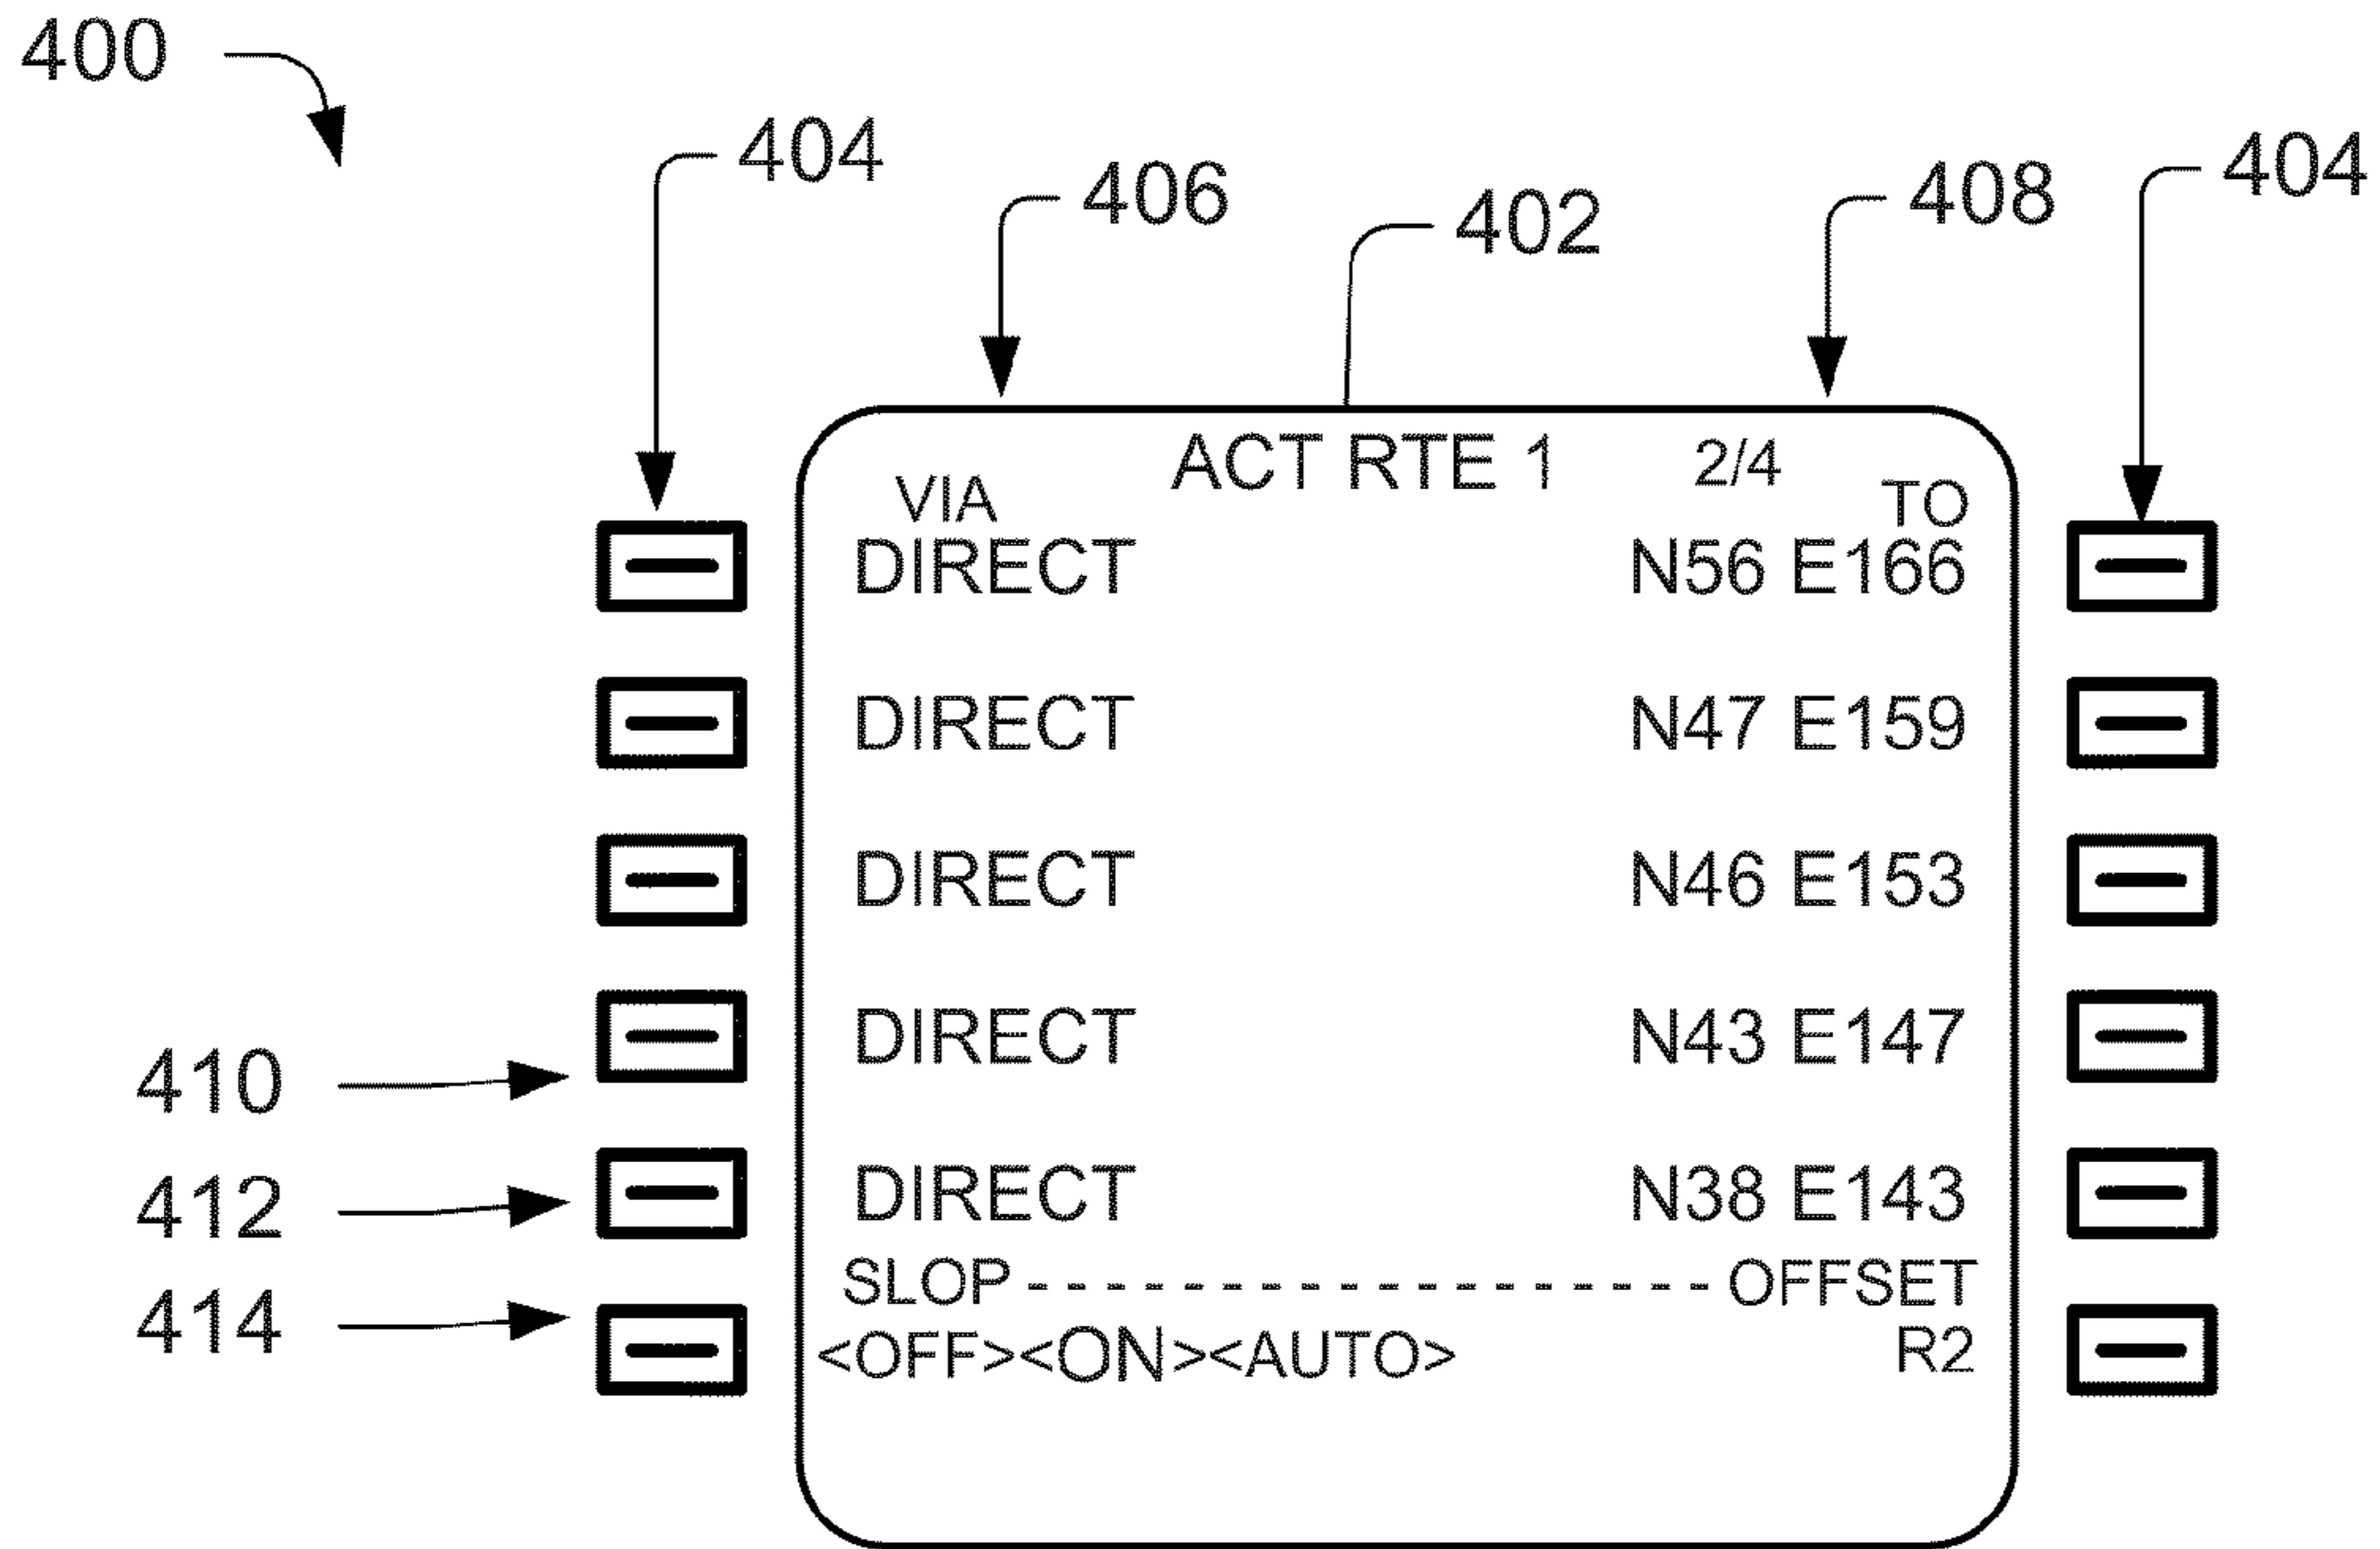 400
404
406
402
408
404
ACT RTE 1 2/4
VIA TO
DIRECT N56 E166
DIRECT N47 E159
DIRECT N46 E153
DIRECT N43 E147
410
412
DIRECT N38 E143
SLOP - - - - - - - - - - - - - - - - - - OFFSET
414
<OFF><ON><AUTO> R2